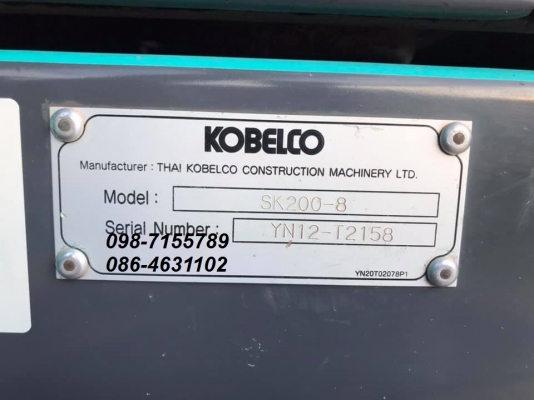 KOBELCO
Manufacturer : THAI KOBELCO CONSTRUCTION MACHINERY LTD.
Model : SK200-8
Serial Number : YN12-T2158
098-7155789
086-4631102
YN20T02078P1